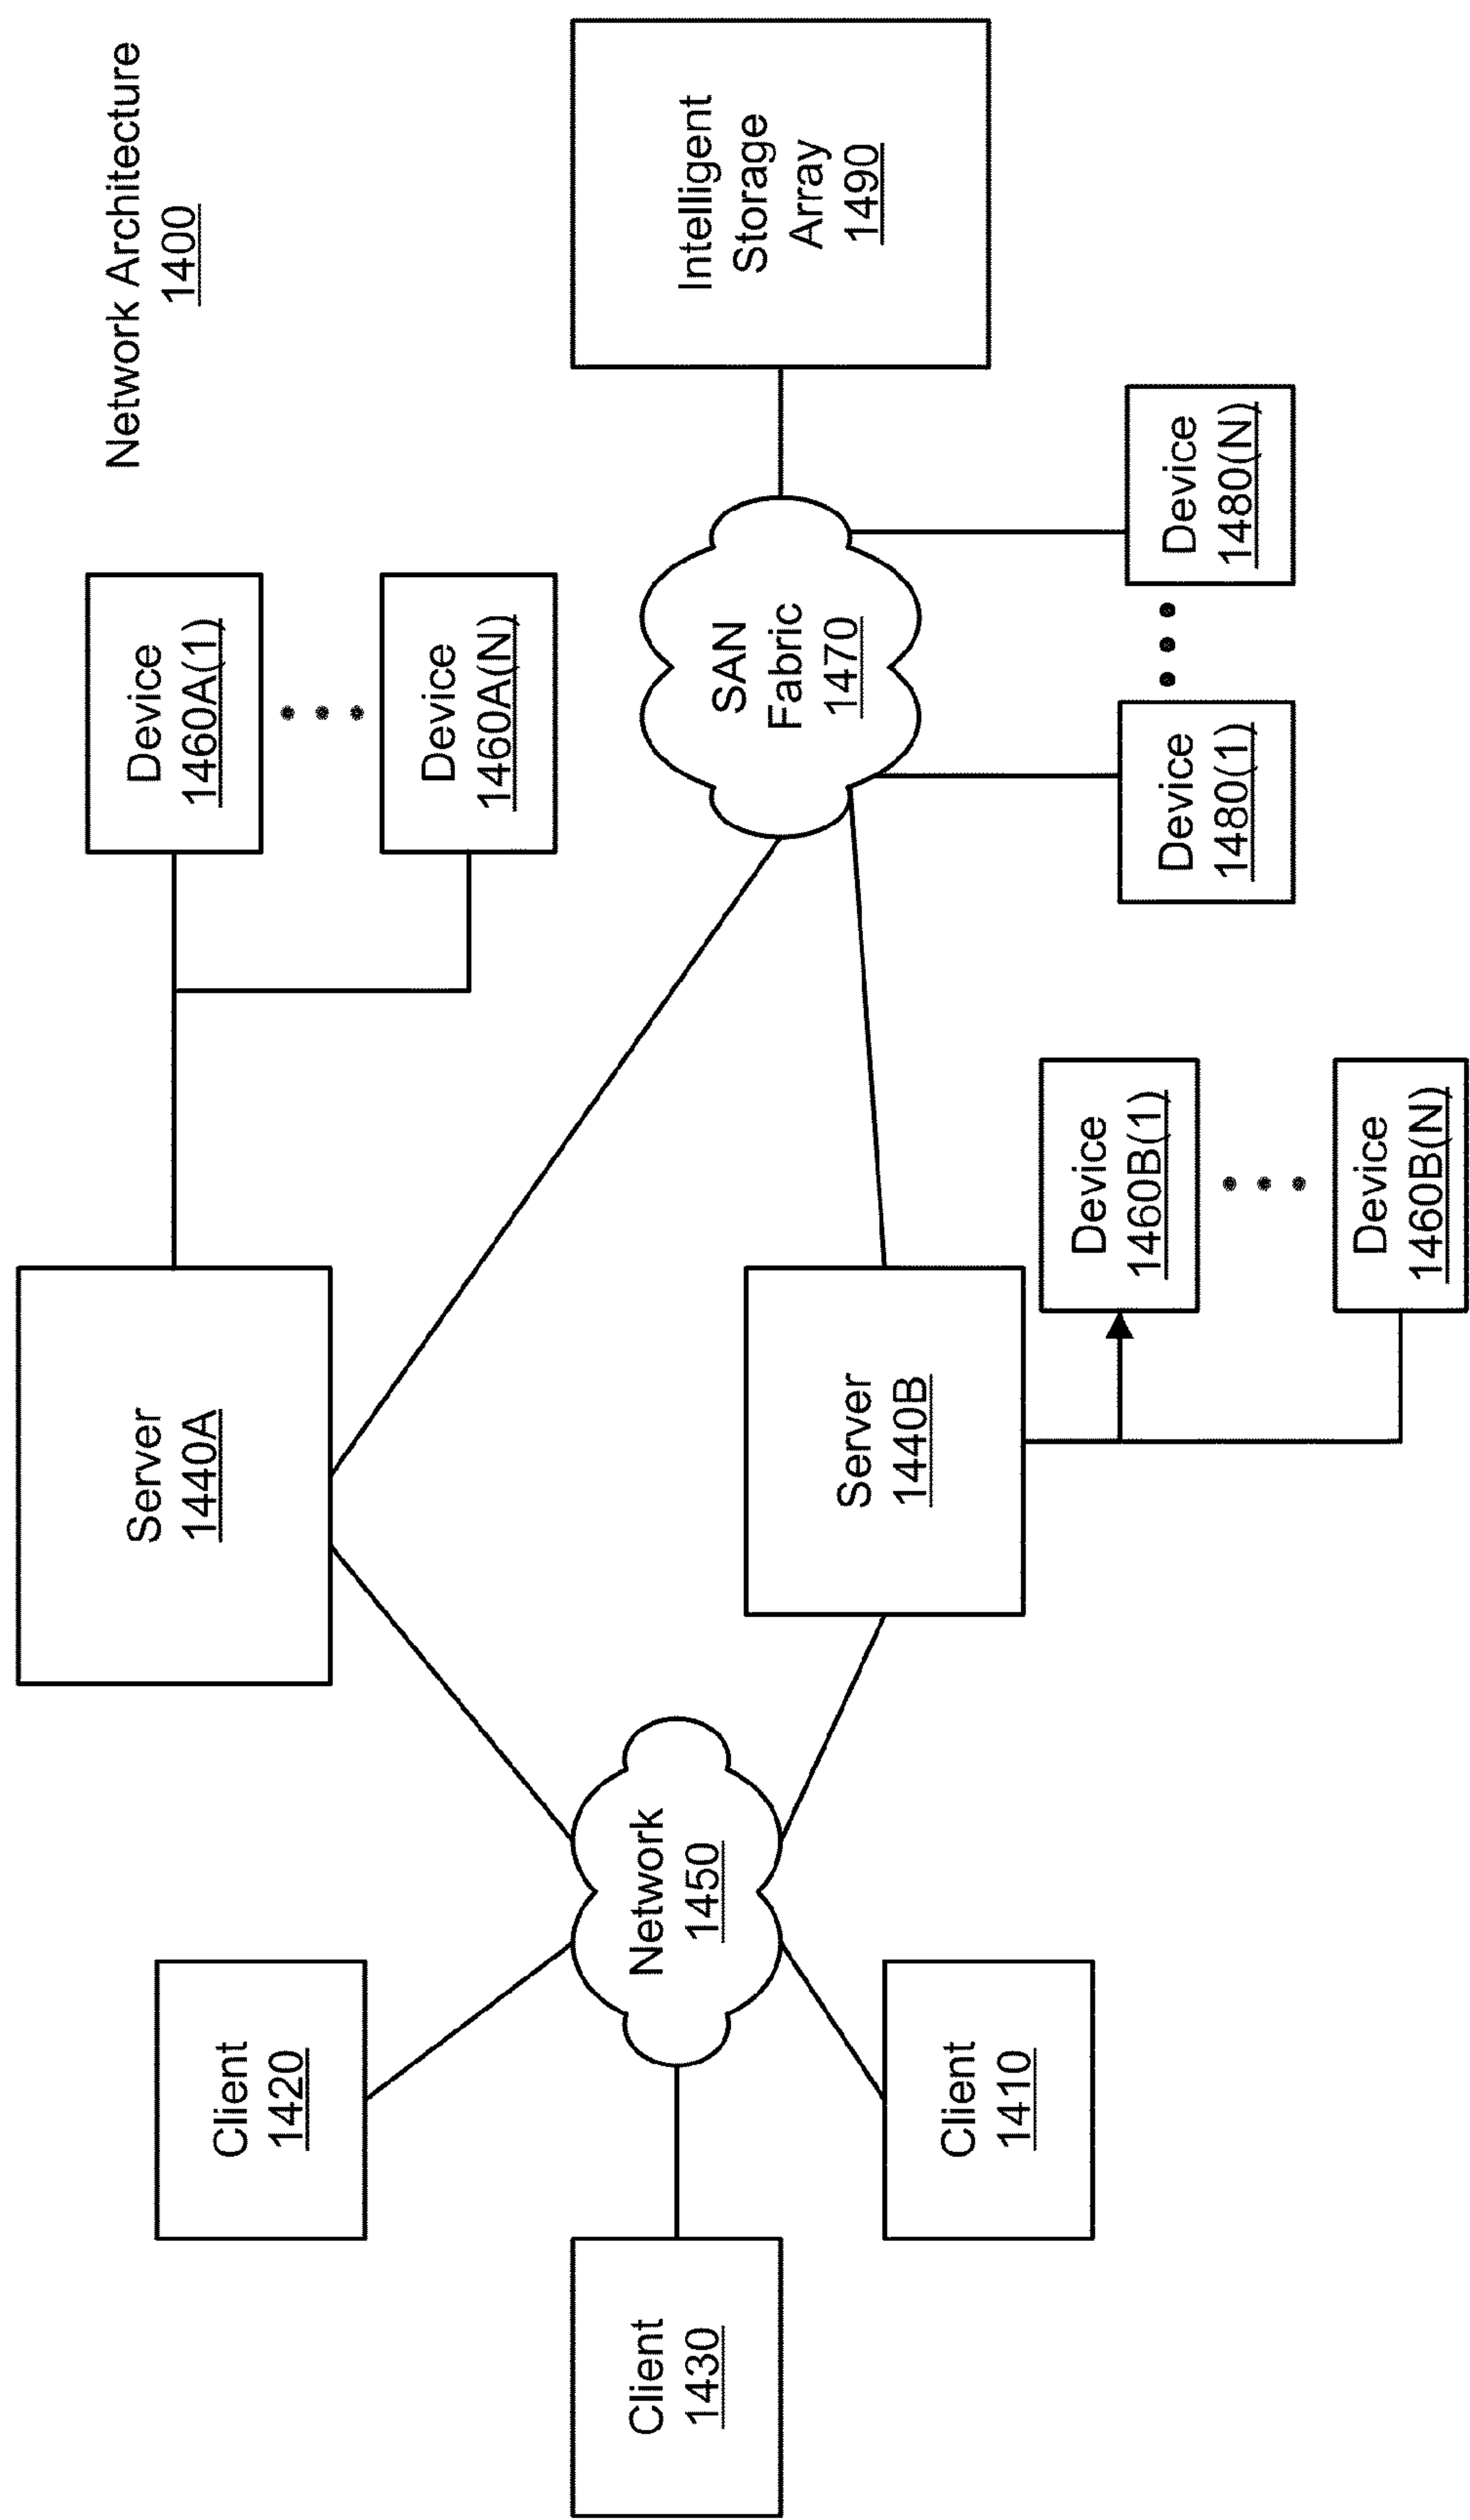 Network Architecture
1400
Client
1420
Client
1430
Client
1410
Network
1450
Server
1440A
Server
1440B
Device
1460A(1)
Device
1460A(N)
Device
1460B(1)
Device
1460B(N)
SAN
Fabric
1470
Device
1480(1)
Device
1480(N)
Intelligent
Storage
Array
1490